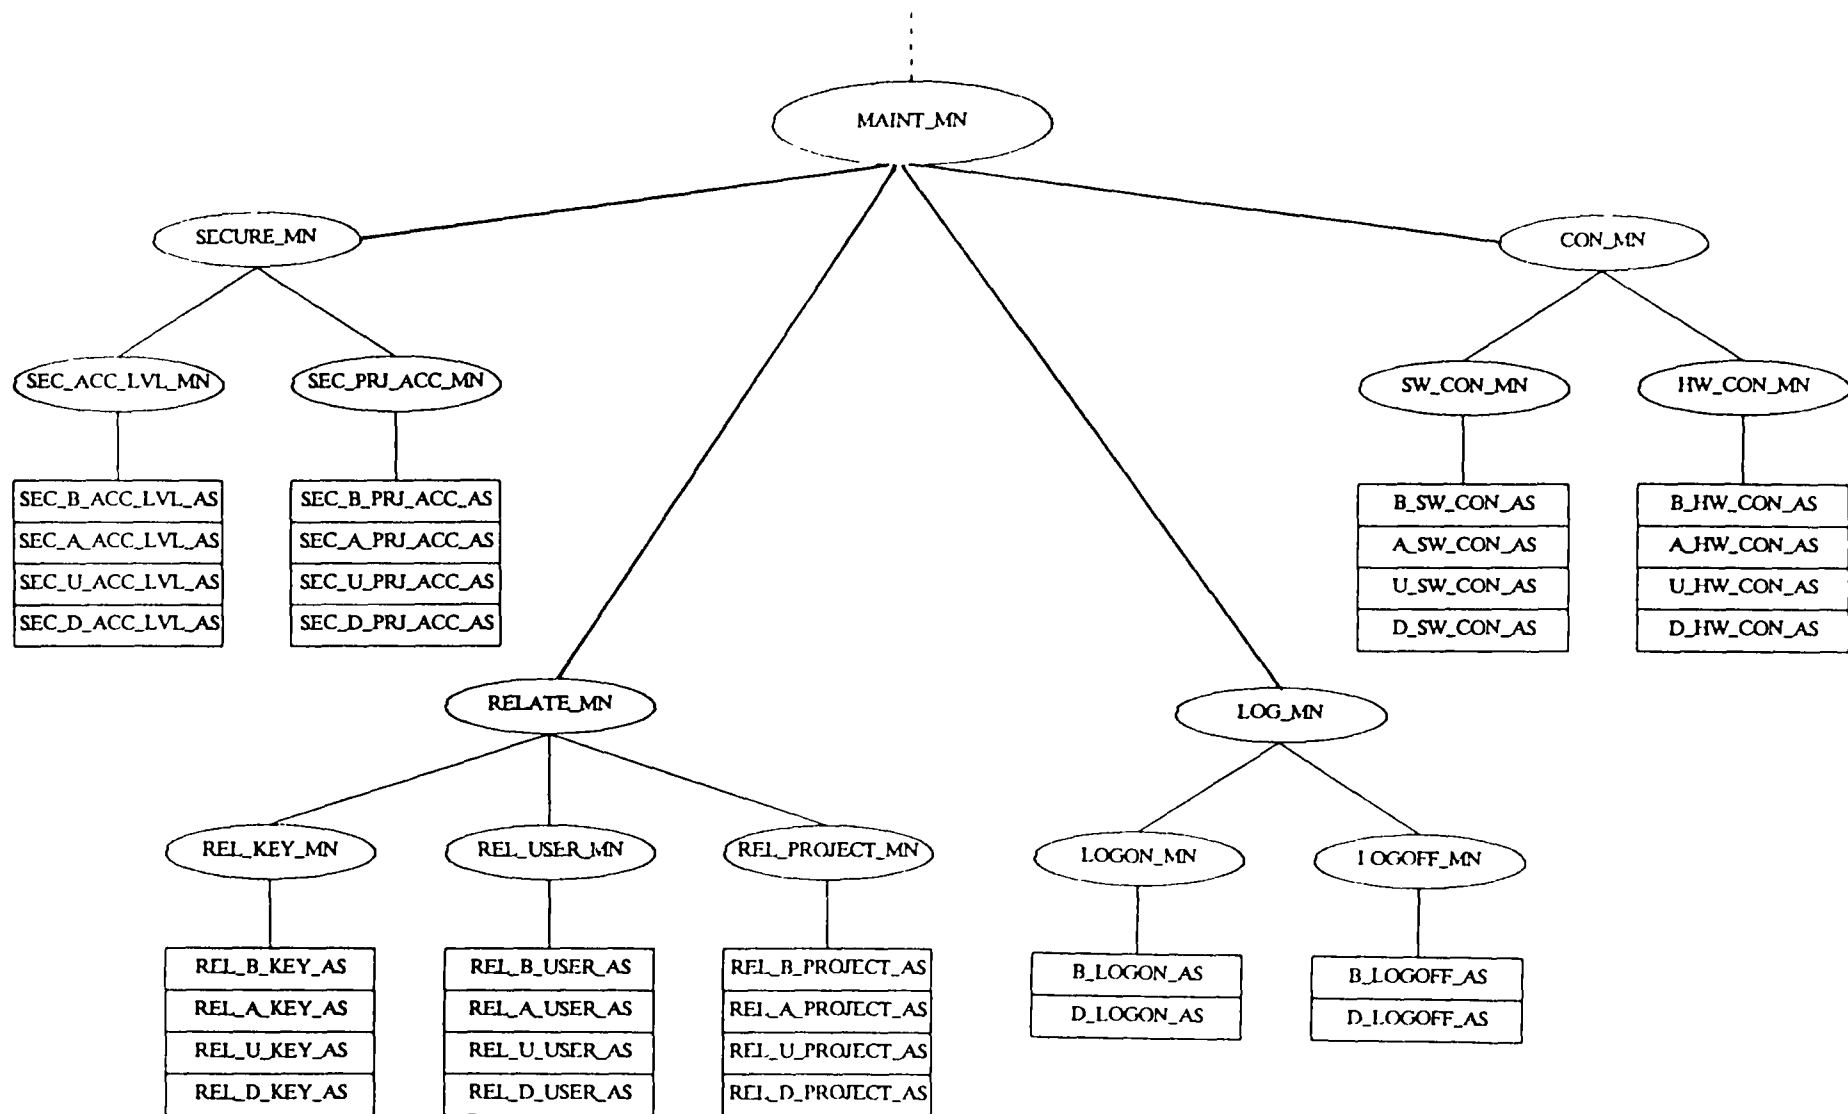 MAINT_MN
SECURE_MN
CON_MN
SEC_ACC_LVL_MN
SEC_PRJ_ACC_MN
SW_CON_MN
HW_CON_MN
SEC_B_ACC_LVL_AS
SEC_A_ACC_LVL_AS
SEC_U_ACC_LVL_AS
SEC_D_ACC_LVL_AS
SEC_B_PRJ_ACC_AS
SEC_A_PRJ_ACC_AS
SEC_U_PRJ_ACC_AS
SEC_D_PRJ_ACC_AS
B_SW_CON_AS
A_SW_CON_AS
U_SW_CON_AS
D_SW_CON_AS
B_HW_CON_AS
A_HW_CON_AS
U_HW_CON_AS
D_HW_CON_AS
RELATE_MN
LOG_MN
REL_KEY_MN
REL_USER_MN
REL_PROJECT_MN
LOGON_MN
LOGOFF_MN
REL_B_KEY_AS
REL_A_KEY_AS
REL_U_KEY_AS
REL_D_KEY_AS
REL_B_USER_AS
REL_A_USER_AS
REL_U_USER_AS
REL_D_USER_AS
REL_B_PROJECT_AS
REL_A_PROJECT_AS
REL_U_PROJECT_AS
REL_D_PROJECT_AS
B_LOGON_AS
D_LOGON_AS
B_LOGOFF_AS
D_LOGOFF_AS